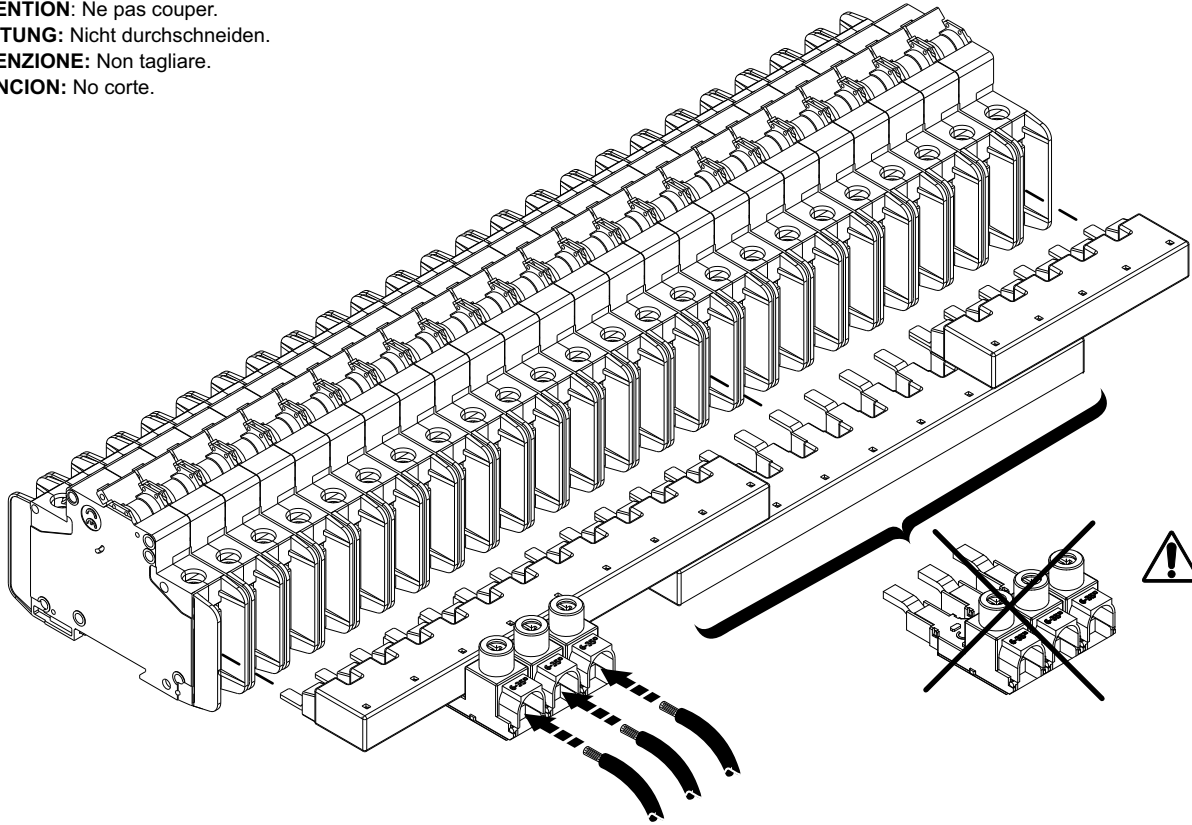 ENTION: Ne pas couper.
TUNG: Nicht durchschneiden.
ENZIONE: Non tagliare.
NCION: No corte.